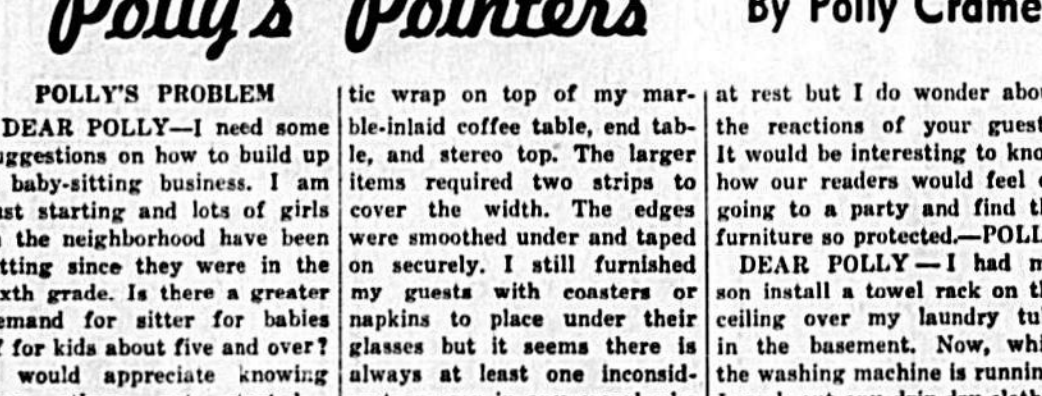 Polly's Pointers
By Polly Crame
POLLY'S PROBLEM
DEAR POLLY—I need some
uggestions on how to build up
baby-sitting business. I am
ust starting and lots of girls
the neighborhood have been
tting since they were in the
xth grade. Is there a greater
emand for sitter for babies
for kids about five and over?
would appreciate knowing
tic wrap on top of my mar-
ble-inlaid coffee table, end tab-
le, and stereo top. The larger
items required two strips to
cover the width. The edges
were smoothed under and taped
on securely. I still furnished
my guests with coasters or
napkins to place under their
glasses but it seems there is
always at least one inconsid-
at rest but I do wonder abou
the reactions of your guest
It would be interesting to kno
how our readers would feel o
going to a party and find th
furniture so protected.—POLL
DEAR POLLY—I had m
son install a towel rack on th
ceiling over my laundry tu
in the basement. Now, whi
the washing machine is runnin